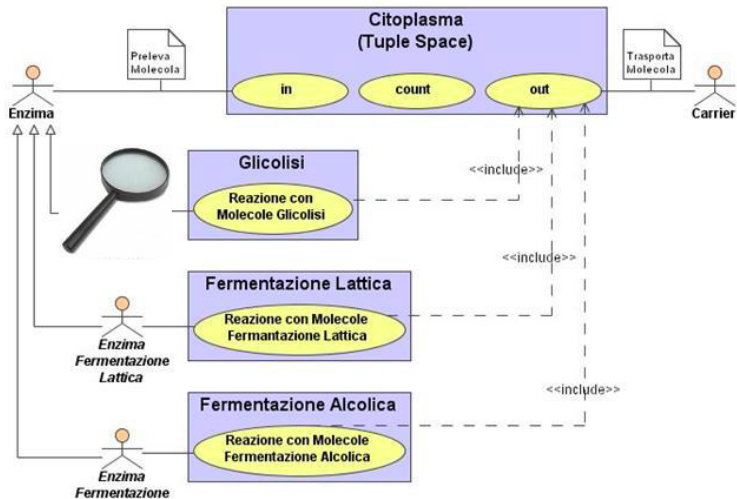 Citoplasma
(Tuple Space)
Preleva
Molecola
in
count
out
Trasporta
Molecola
Enzima
Carrier
Glicolisi
Reazione con
Molecole Glicolisi
<<include>>
Fermentazione Lattica
Reazione con Molecole
Fermantazione Lattica
<<include>>
Enzima
Fermentazione
Lattica
Fermentazione Alcolica
Reazione con Molecole
Fermentazione Alcolica
<<include>>
Enzima
Fermentazione